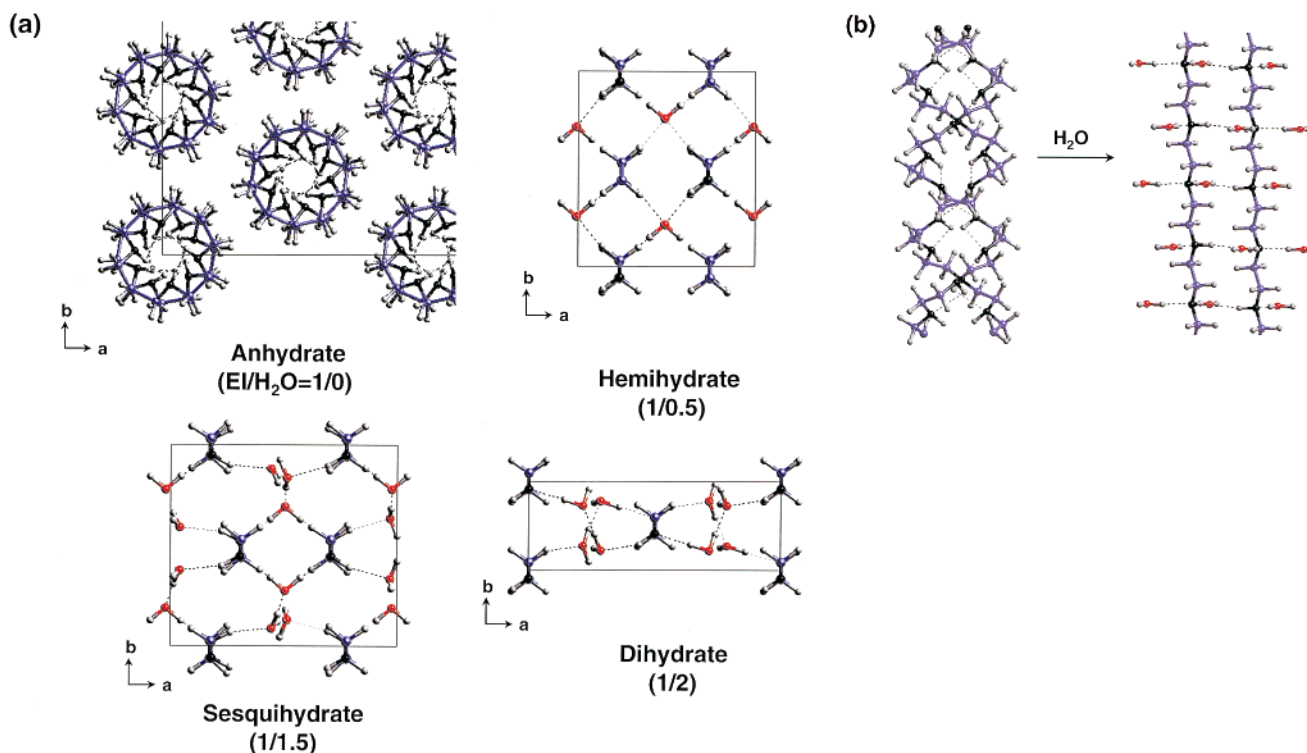 (a)
b
a
Anhydrate
(EI/H₂O=1/0)
b
a
Hemihydrate
(1/0.5)
b
a
Sesquihydrate
(1/1.5)
b
a
Dihydrate
(1/2)
(b)
H₂O